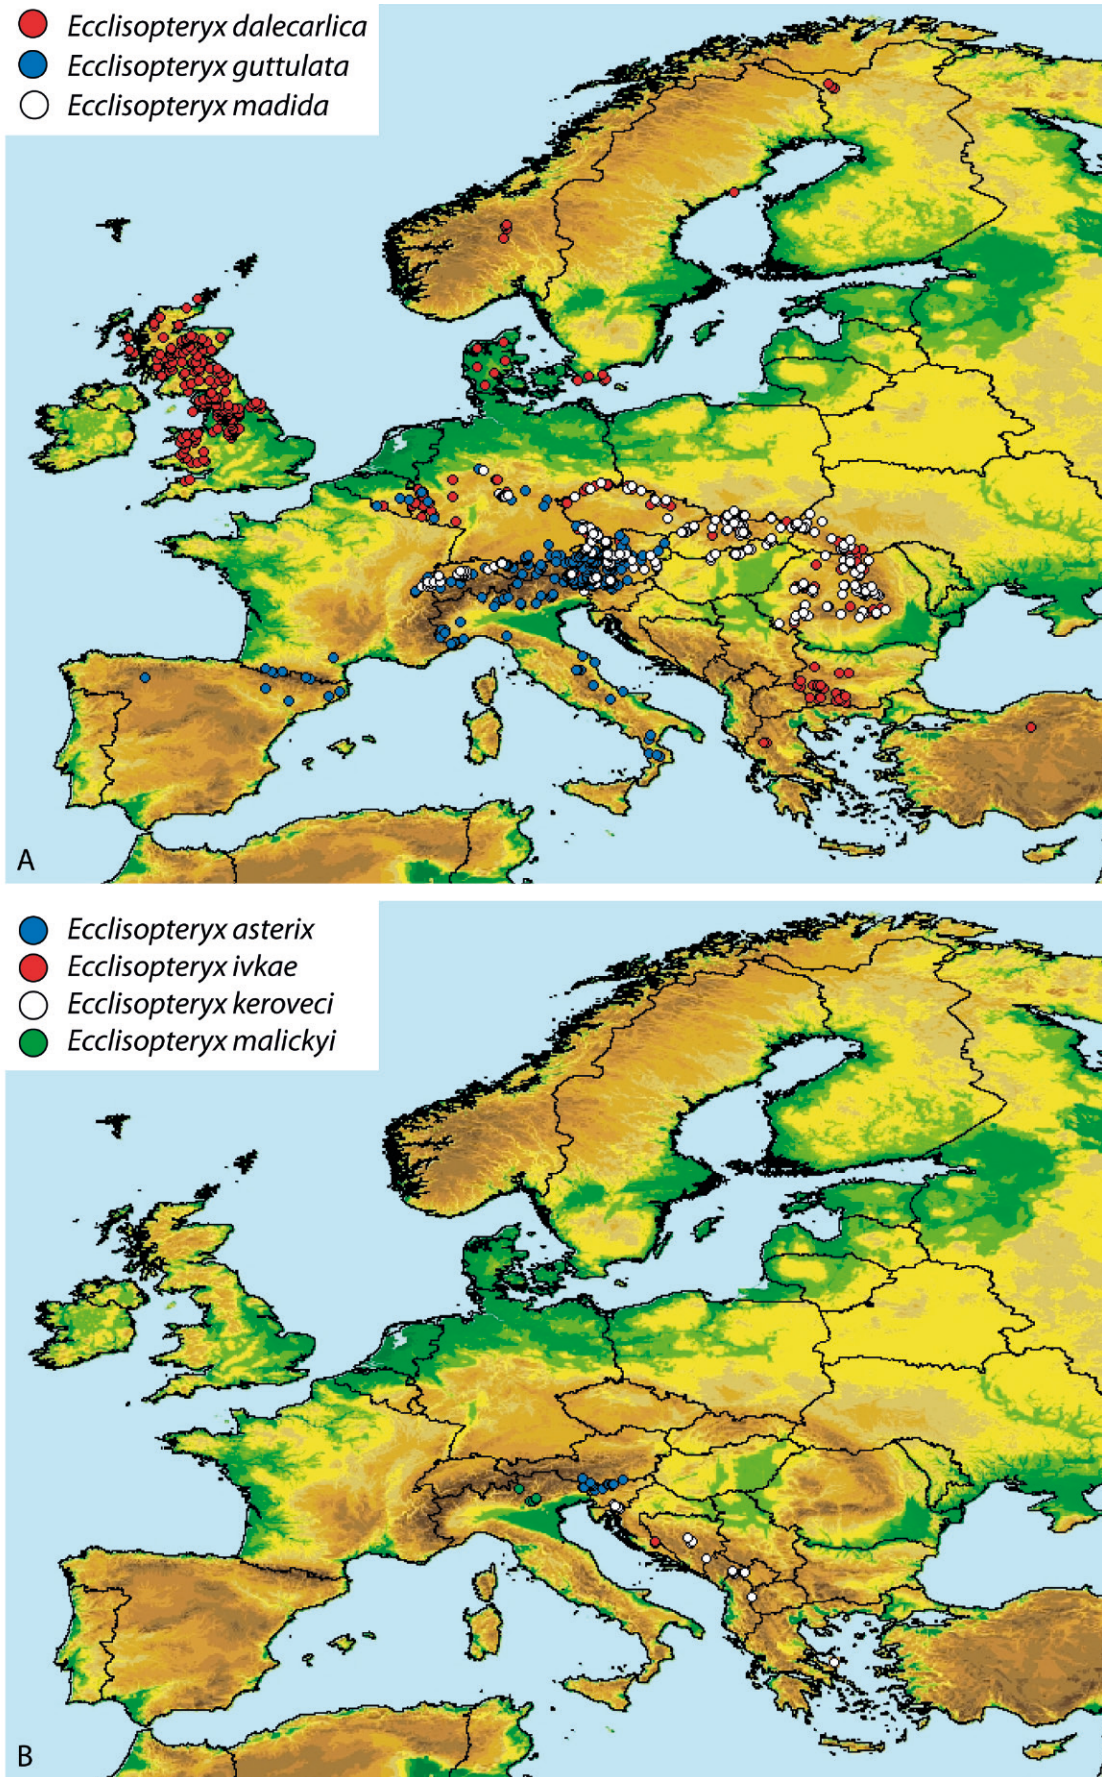 Ecclisopteryx dalecarlica
Ecclisopteryx guttulata
Ecclisopteryx madida
A
Ecclisopteryx asterix
Ecclisopteryx ivkae
Ecclisopteryx keroveci
Ecclisopteryx malickyi
B